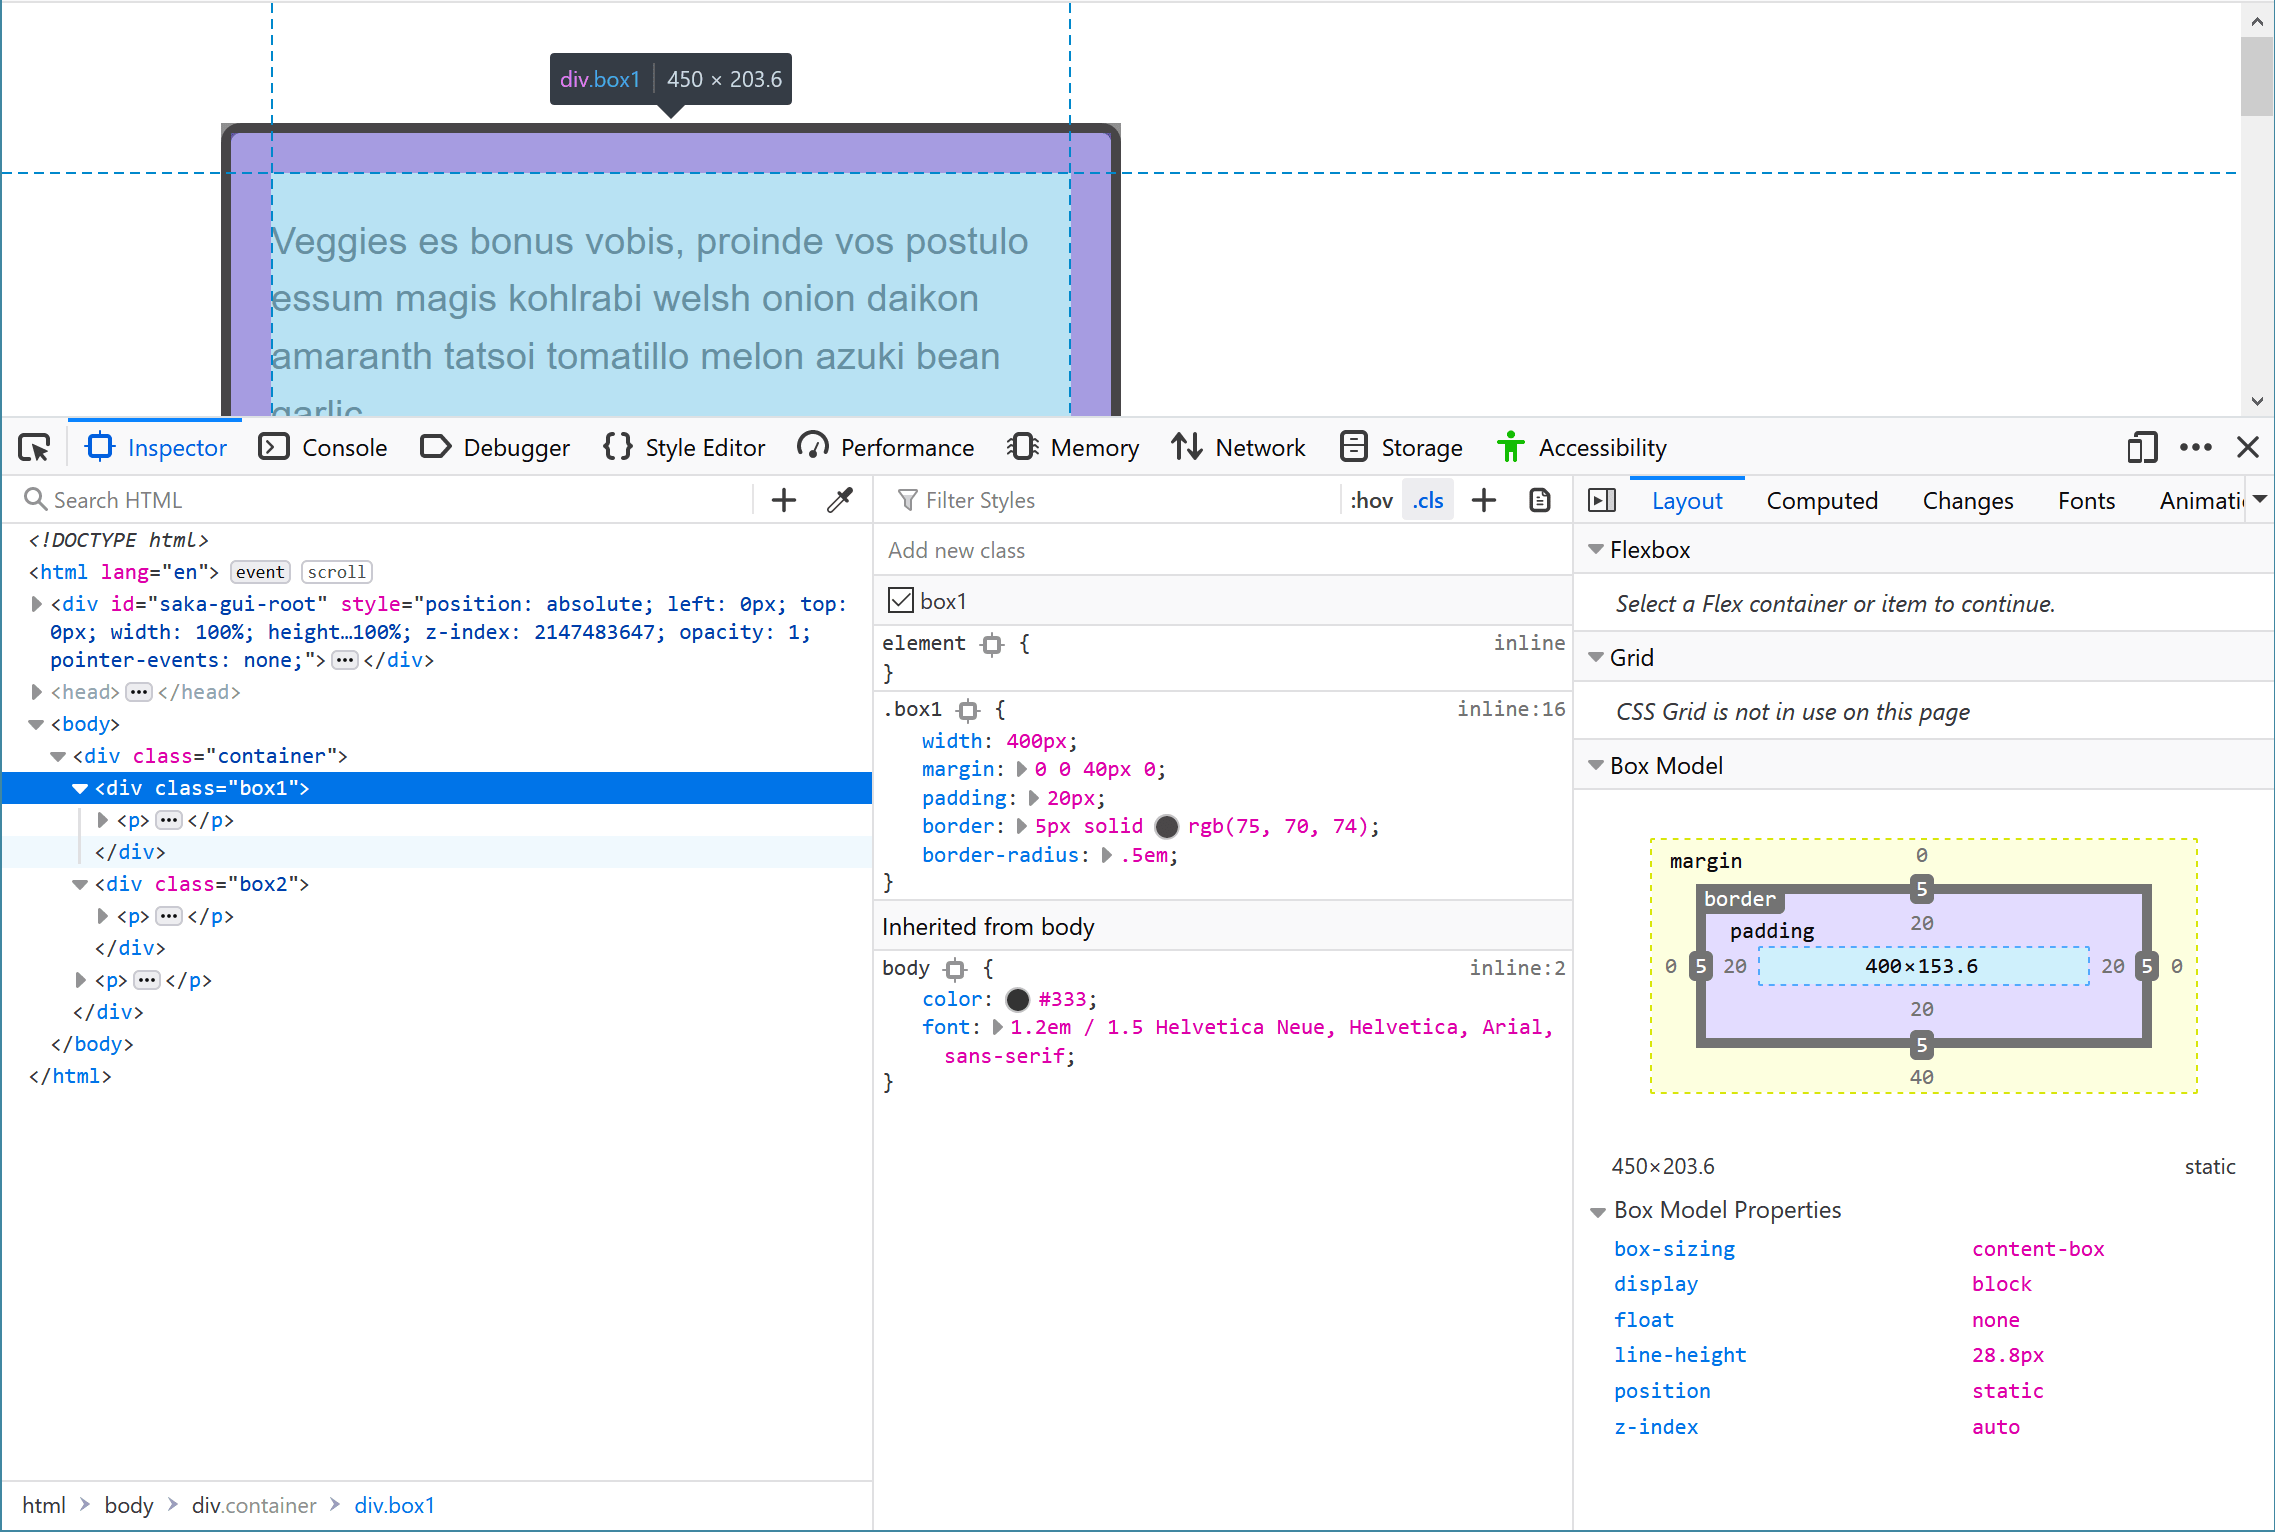 div.box1 450 × 203.6
Veggies es bonus vobis, proinde vos postulo
essum magis kohlrabi welsh onion daikon
amaranth tatsoi tomatillo melon azuki bean
garlic
Inspector Console Debugger Style Editor Performance Memory Network Storage Accessibility
Search HTML
<!DOCTYPE html>
<html lang="en"> event scroll
<div id="saka-gui-root" style="position: absolute; left: 0px; top:
0px; width: 100%; height…100%; z-index: 2147483647; opacity: 1;
pointer-events: none;"> ••• </div>
<head> ••• </head>
<body>
<div class="container">
<div class="box1">
<p> ••• </p>
</div>
<div class="box2">
<p> ••• </p>
</div>
<p> ••• </p>
</div>
</body>
</html>
html body div.container div.box1
Filter Styles :hov .cls
Add new class
box1
element { inline
}
.box1 { inline:16
width: 400px;
margin: 0 0 40px 0;
padding: 20px;
border: 5px solid rgb(75, 70, 74);
border-radius: .5em;
}
Inherited from body
body { inline:2
color: #333;
font: 1.2em / 1.5 Helvetica Neue, Helvetica, Arial,
sans-serif;
}
Layout Computed Changes Fonts Animati
Flexbox
Select a Flex container or item to continue.
Grid
CSS Grid is not in use on this page
Box Model
margin 0
border 5
padding 20
0 5 20 400×153.6 20 5 0
20
5
40
450×203.6 static
Box Model Properties
box-sizing content-box
display block
float none
line-height 28.8px
position static
z-index auto